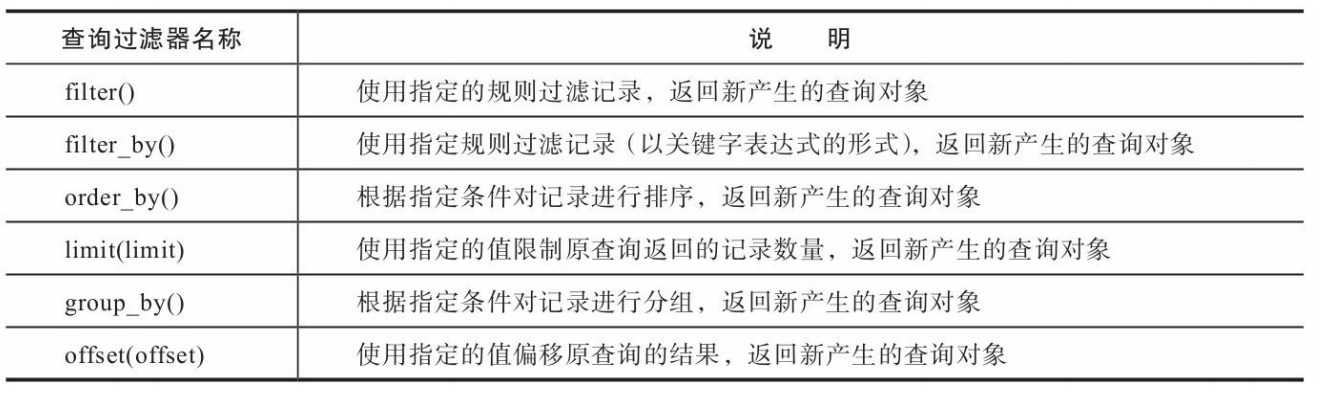 查询过滤器名称 说 明
filter() 使用指定的规则过滤记录，返回新产生的查询对象
filter_by() 使用指定规则过滤记录（以关键字表达式的形式），返回新产生的查询对象
order_by() 根据指定条件对记录进行排序，返回新产生的查询对象
limit(limit) 使用指定的值限制原查询返回的记录数量，返回新产生的查询对象
group_by() 根据指定条件对记录进行分组，返回新产生的查询对象
offset(offset) 使用指定的值偏移原查询的结果，返回新产生的查询对象